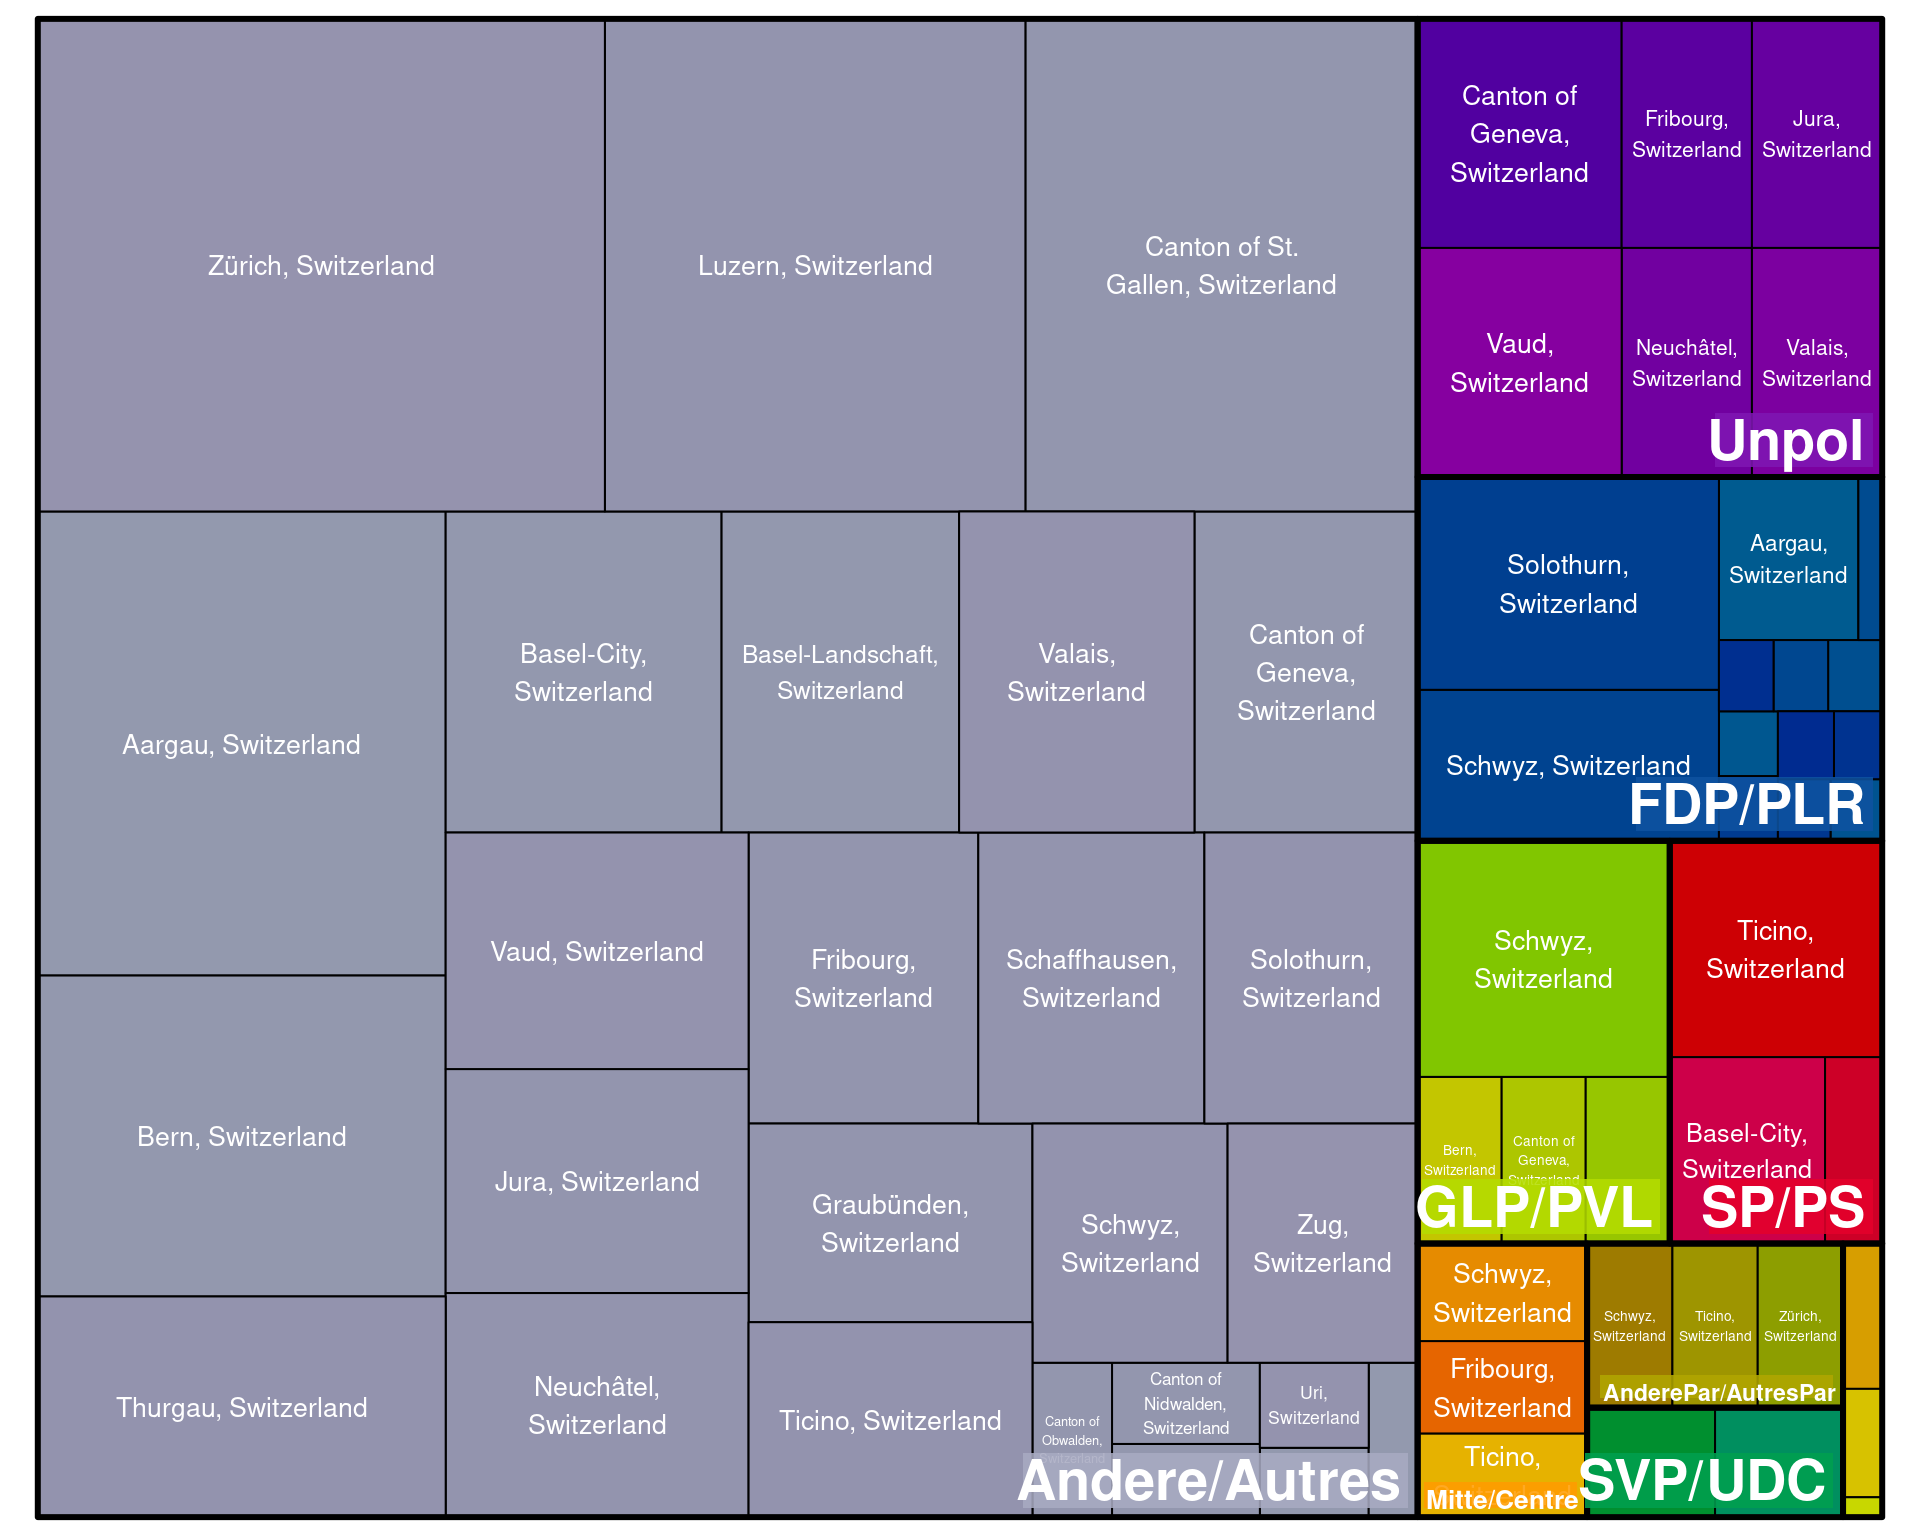 Zürich, Switzerland
Luzern, Switzerland
Canton of St.
Gallen, Switzerland
Aargau, Switzerland
Basel-City,
Switzerland
Basel-Landschaft,
Switzerland
Valais,
Switzerland
Canton of
Geneva,
Switzerland
Bern, Switzerland
Vaud, Switzerland
Fribourg,
Switzerland
Schaffhausen,
Switzerland
Solothurn,
Switzerland
Jura, Switzerland
Graubünden,
Switzerland
Schwyz,
Switzerland
Zug,
Switzerland
Thurgau, Switzerland
Neuchâtel,
Switzerland
Ticino, Switzerland
Canton of
Obwalden,
Switzerland
Canton of
Nidwalden,
Switzerland
Uri,
Switzerland
Andere/Autres
Canton of
Geneva,
Switzerland
Fribourg,
Switzerland
Jura,
Switzerland
Vaud,
Switzerland
Neuchâtel,
Switzerland
Valais,
Switzerland
Unpol
Solothurn,
Switzerland
Aargau,
Switzerland
Schwyz, Switzerland
FDP/PLR
Schwyz,
Switzerland
Bern,
Switzerland
Canton of
Geneva,
Switzerland
GLP/PVL
Ticino,
Switzerland
Basel-City,
Switzerland
SP/PS
Schwyz,
Switzerland
Fribourg,
Switzerland
Ticino,
Mitte/Centre
Schwyz,
Switzerland
Ticino,
Switzerland
Zürich,
Switzerland
AnderePar/AutresPar
SVP/UDC